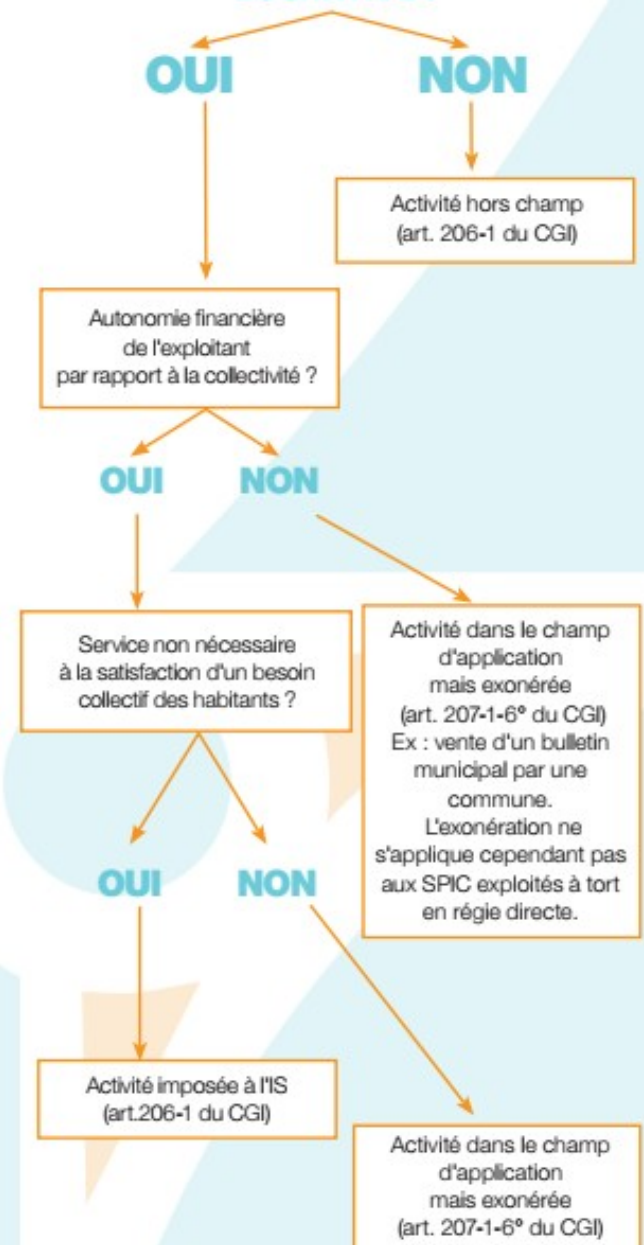 OUI
NON
Activité hors champ
(art. 206-1 du CGI)
Autonomie financière
de l'exploitant
par rapport à la collectivité ?
OUI
NON
Service non nécessaire
à la satisfaction d'un besoin
collectif des habitants ?
Activité dans le champ
d'application
mais exonérée
(art. 207-1-6° du CGI)
Ex : vente d'un bulletin
municipal par une
commune.
L'exonération ne
s'applique cependant pas
aux SPIC exploités à tort
en régie directe.
OUI
NON
Activité imposée à l'IS
(art.206-1 du CGI)
Activité dans le champ
d'application
mais exonérée
(art. 207-1-6° du CGI)